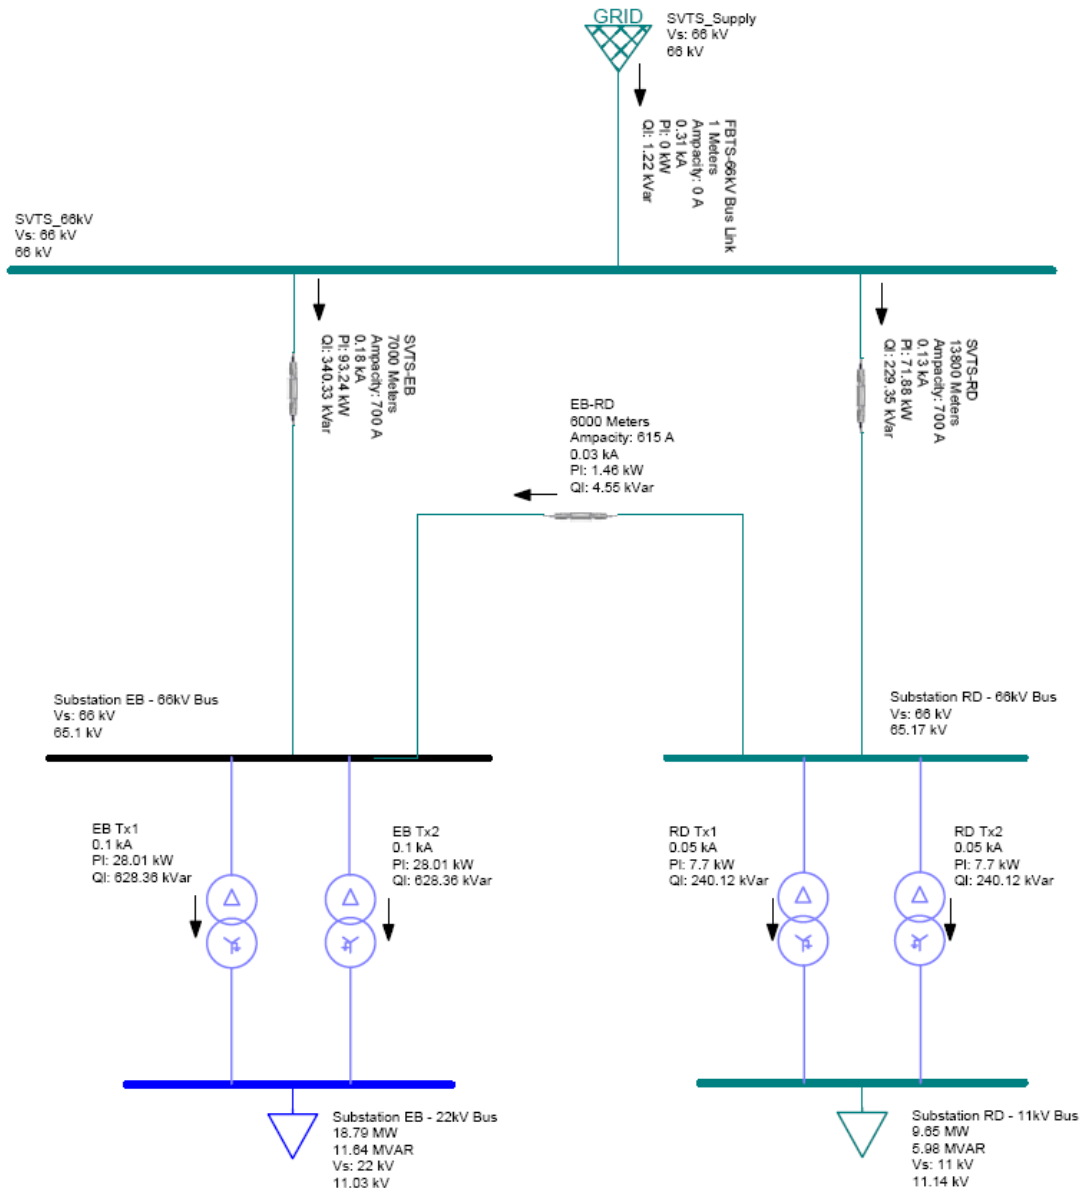 GRID
SVTS_Supply
Vs: 66 kV
66 kV
FBTS-66kV Bus Link
1 Meters
Ampacity: 0 A
0.31 kA
Pl: 0 kW
Ql: 1.22 kVar
SVTS_66kV
Vs: 66 kV
66 kV
SVTS-EB
7000 Meters
Ampacity: 700 A
0.18 kA
Pl: 93.24 kW
Ql: 340.33 kVar
SVTS-RD
13800 Meters
Ampacity: 700 A
0.13 kA
Pl: 71.88 kW
Ql: 229.35 kVar
EB-RD
6000 Meters
Ampacity: 615 A
0.03 kA
Pl: 1.46 kW
Ql: 4.55 kVar
Substation EB - 66kV Bus
Vs: 66 kV
65.1 kV
Substation RD - 66kV Bus
Vs: 66 kV
65.17 kV
EB Tx1
0.1 kA
Pl: 28.01 kW
Ql: 628.36 kVar
EB Tx2
0.1 kA
Pl: 28.01 kW
Ql: 628.36 kVar
RD Tx1
0.05 kA
Pl: 7.7 kW
Ql: 240.12 kVar
RD Tx2
0.05 kA
Pl: 7.7 kW
Ql: 240.12 kVar
Substation EB - 22kV Bus
18.79 MW
11.64 MVAR
Vs: 22 kV
11.03 kV
Substation RD - 11kV Bus
9.65 MW
5.98 MVAR
Vs: 11 kV
11.14 kV